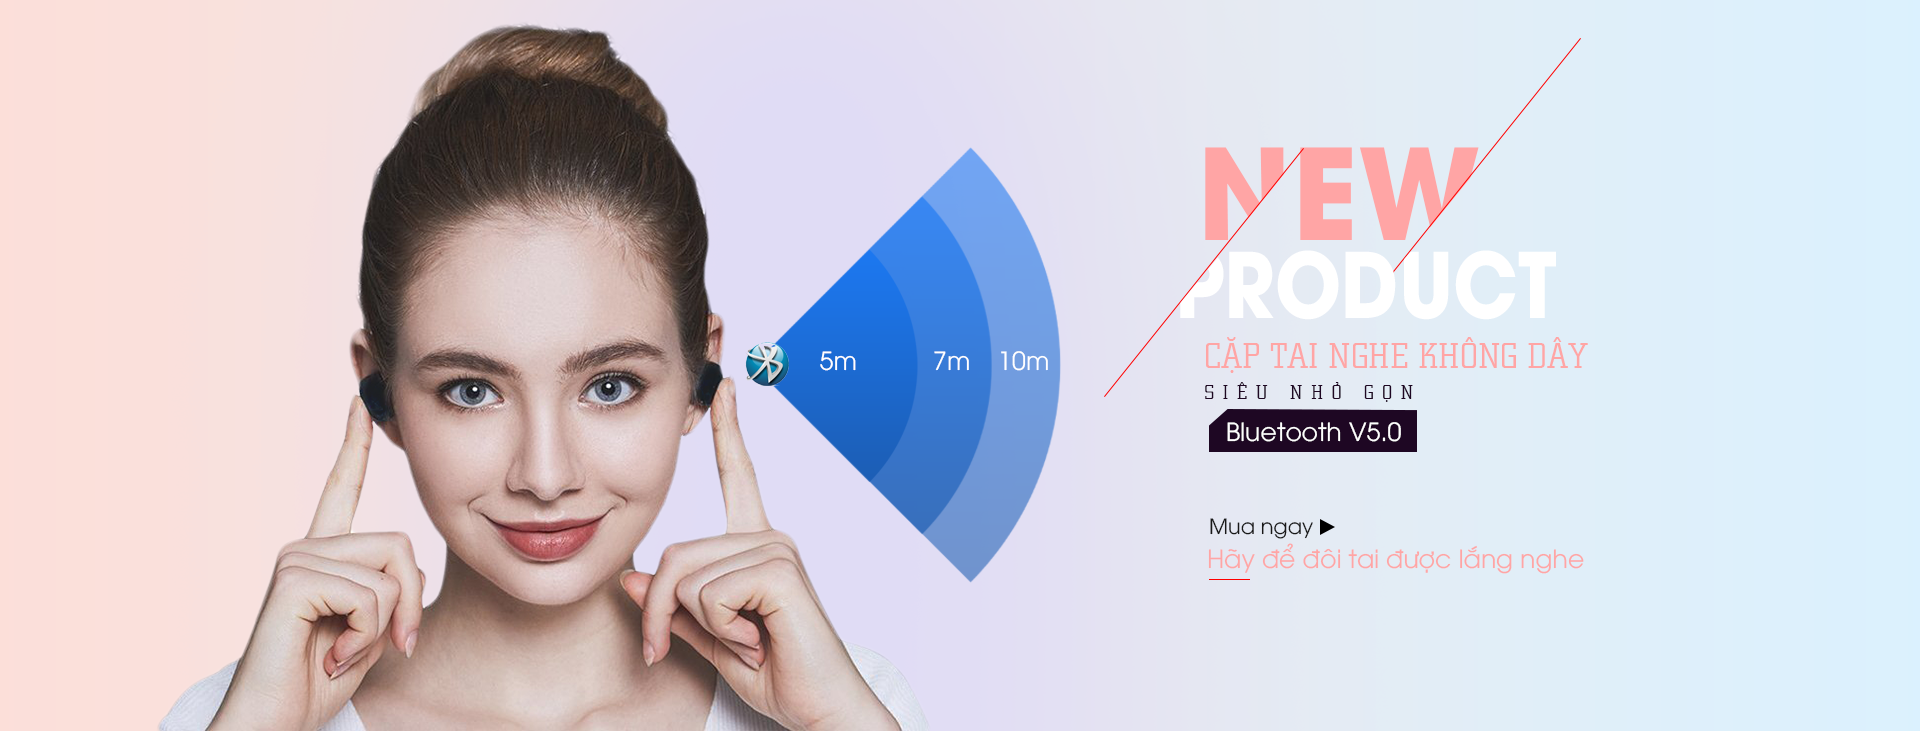 5m 7m 10m
NEW
PRODUCT
CẶP TAI NGHE KHÔNG DÂY
SIÊU NHỎ GỌN
Bluetooth V5.0
Mua ngay ▶
Hãy để đôi tai được lắng nghe